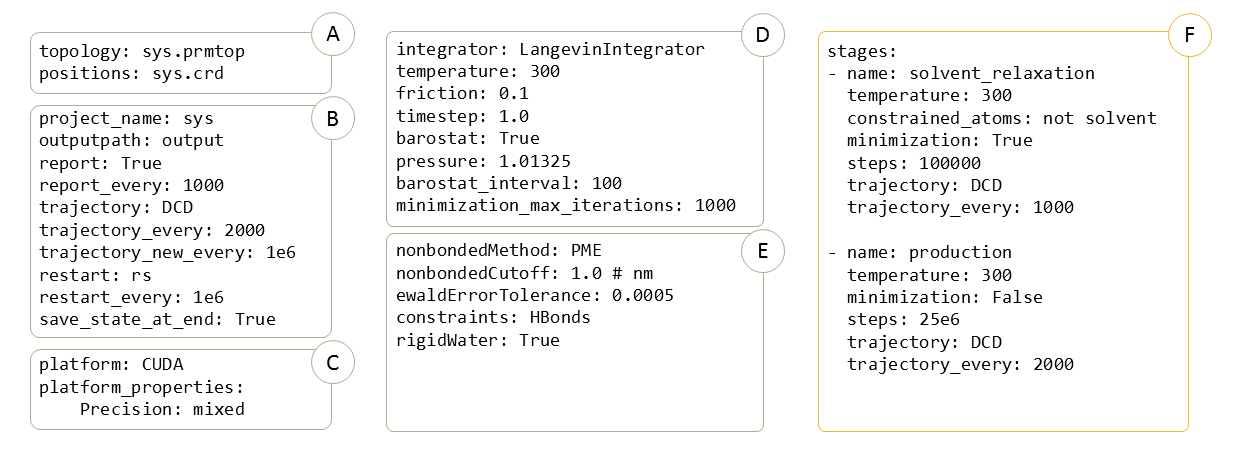 A
topology: sys.prmtop
positions: sys.crd
B
project_name: sys
outputpath: output
report: True
report_every: 1000
trajectory: DCD
trajectory_every: 2000
trajectory_new_every: 1e6
restart: rs
restart_every: 1e6
save_state_at_end: True
C
platform: CUDA
platform_properties:
    Precision: mixed
D
integrator: LangevinIntegrator
temperature: 300
friction: 0.1
timestep: 1.0
barostat: True
pressure: 1.01325
barostat_interval: 100
minimization_max_iterations: 1000
E
nonbondedMethod: PME
nonbondedCutoff: 1.0 # nm
ewaldErrorTolerance: 0.0005
constraints: HBonds
rigidWater: True
F
stages:
- name: solvent_relaxation
  temperature: 300
  constrained_atoms: not solvent
  minimization: True
  steps: 100000
  trajectory: DCD
  trajectory_every: 1000
- name: production
  temperature: 300
  minimization: False
  steps: 25e6
  trajectory: DCD
  trajectory_every: 2000